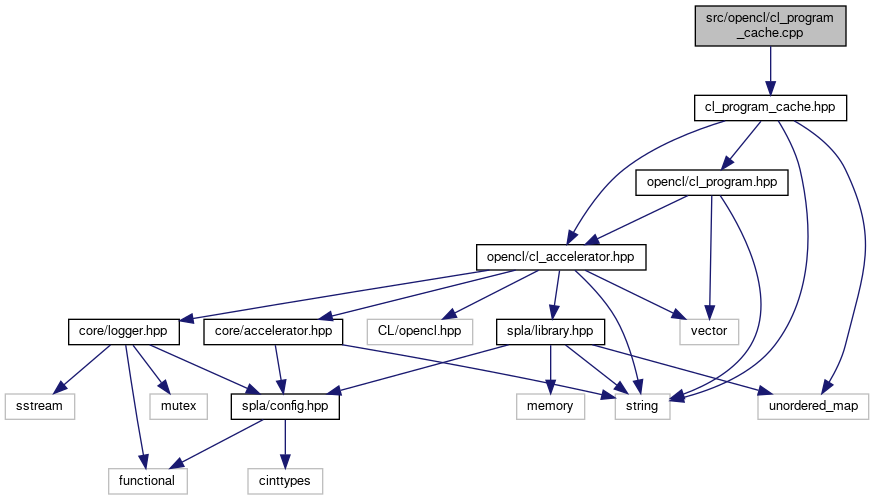 src/opencl/cl_program
_cache.cpp
cl_program_cache.hpp
opencl/cl_program.hpp
opencl/cl_accelerator.hpp
core/logger.hpp
core/accelerator.hpp
CL/opencl.hpp
spla/library.hpp
vector
sstream
mutex
spla/config.hpp
memory
string
unordered_map
functional
cinttypes